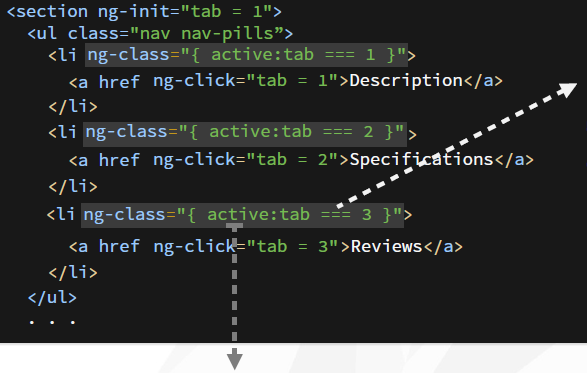 <section ng-init="tab = 1">
<ul class="nav nav-pills”>
<li ng-class="{ active:tab === 1 }">
<a href ng-click="tab = 1">Description</a>
</li>
<li ng-class="{ active:tab === 2 }">
<a href ng-click="tab = 2">Specifications</a>
</li>
<li ng-class="{ active:tab === 3 }">
<a href ng-click="tab = 3">Reviews</a>
</li>
</ul>
. . .